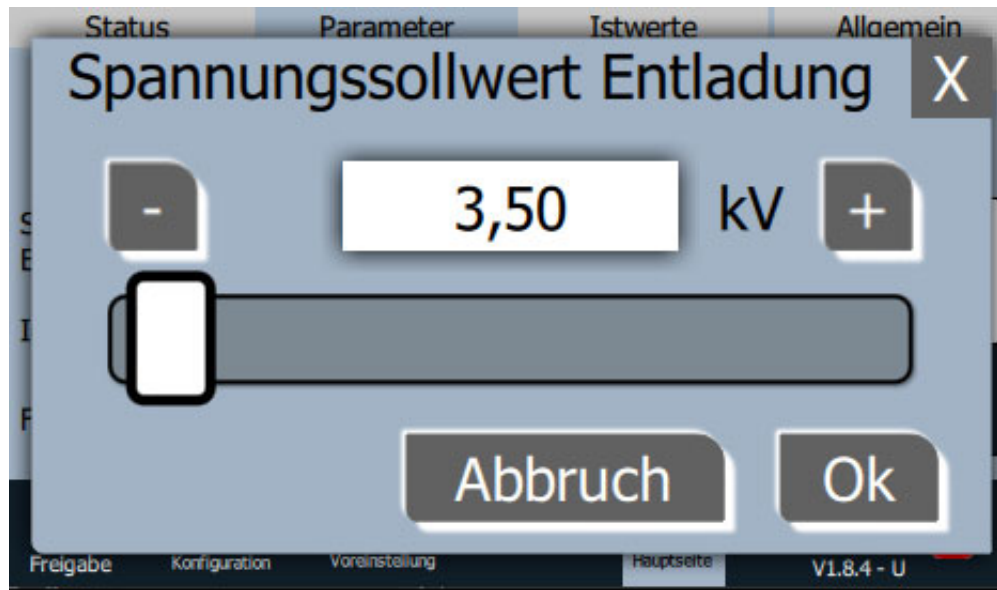 Status Parameter Istwerte Allgemein
Spannungssollwert Entladung X
- 3,50 kV +
Abbruch Ok
Freigabe Konfiguration Voreinstellung Hauptseite V1.8.4 - U